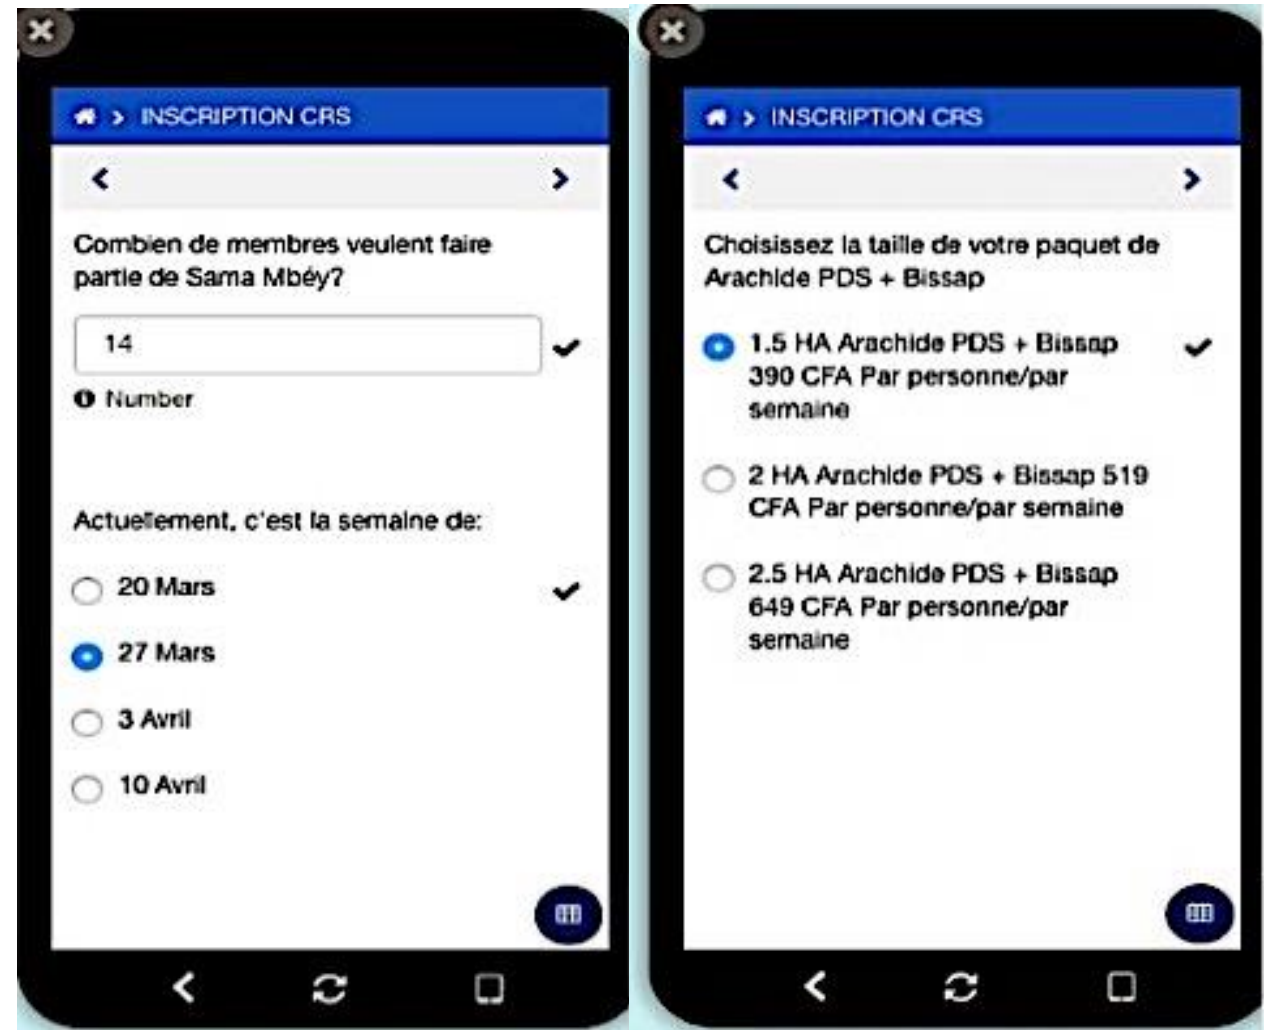 INSCRIPTION CRS
Combien de membres veulent faire
partie de Sama Mbéy?
14
Number
Actuellement, c'est la semaine de:
20 Mars
27 Mars
3 Avril
10 Avril
INSCRIPTION CRS
Choisissez la taille de votre paquet de
Arachide PDS + Bissap
1.5 HA Arachide PDS + Bissap
390 CFA Par personne/par
semaine
2 HA Arachide PDS + Bissap 519
CFA Par personne/par semaine
2.5 HA Arachide PDS + Bissap
649 CFA Par personne/par
semaine